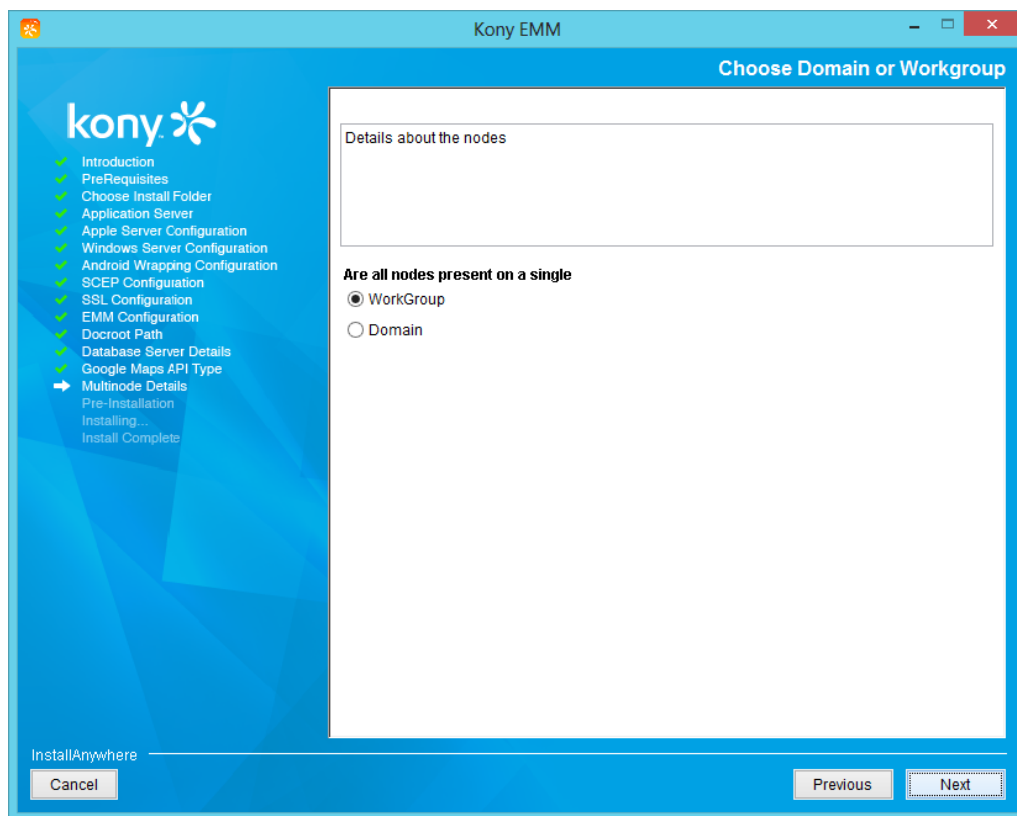 Kony EMM
Choose Domain or Workgroup
kony
Introduction
PreRequisites
Choose Install Folder
Application Server
Apple Server Configuration
Windows Server Configuration
Android Wrapping Configuration
SCEP Configuration
SSL Configuration
EMM Configuration
Docroot Path
Database Server Details
Google Maps API Type
Multinode Details
Pre-Installation
Installing...
Install Complete
Details about the nodes
Are all nodes present on a single
WorkGroup
Domain
InstallAnywhere
Cancel
Previous
Next